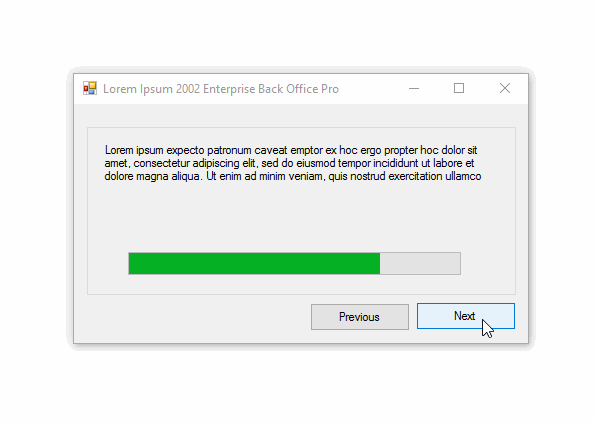 Lorem Ipsum 2002 Enterprise Back Office Pro
Lorem ipsum expecto patronum caveat emptor ex hoc ergo propter hoc dolor sit
amet, consectetur adipiscing elit, sed do eiusmod tempor incididunt ut labore et
dolore magna aliqua. Ut enim ad minim veniam, quis nostrud exercitation ullamco
Previous
Next